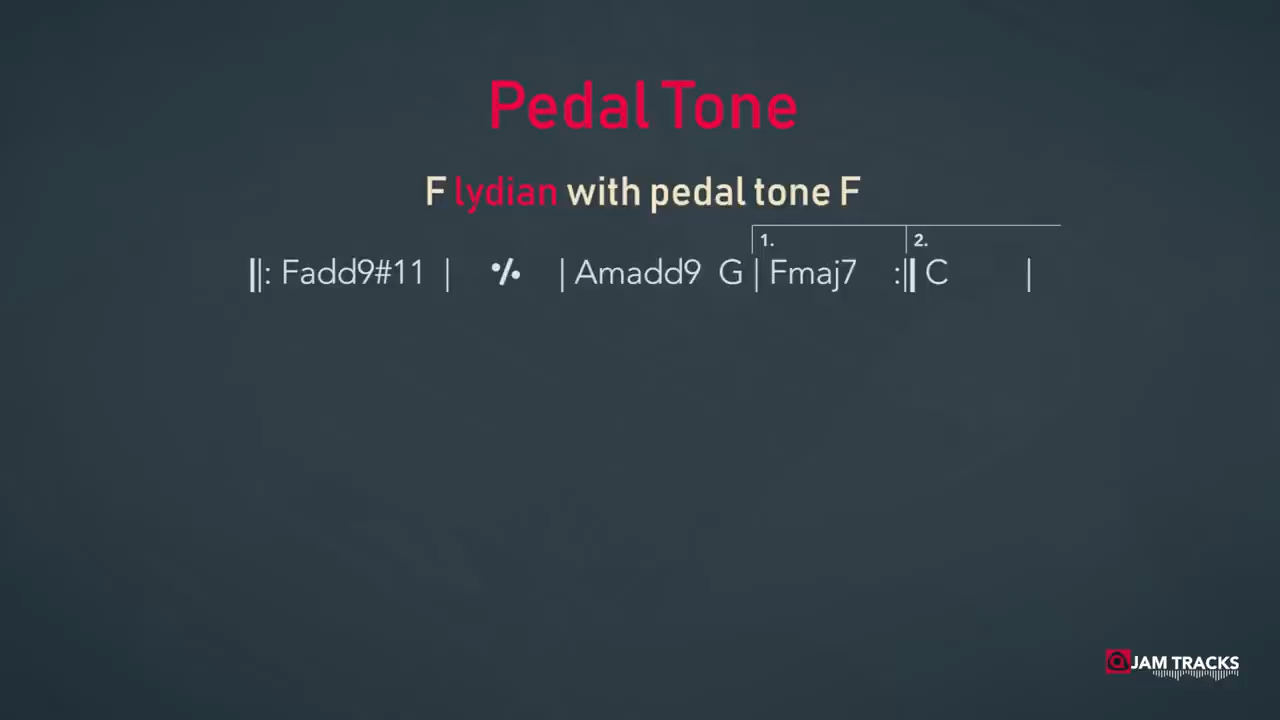 Pedal Tone
F lydian with pedal tone F
1. 2.
||: Fadd9#11 | 𝄎 | Amadd9 G | Fmaj7 :|| C |
JAM TRACKS